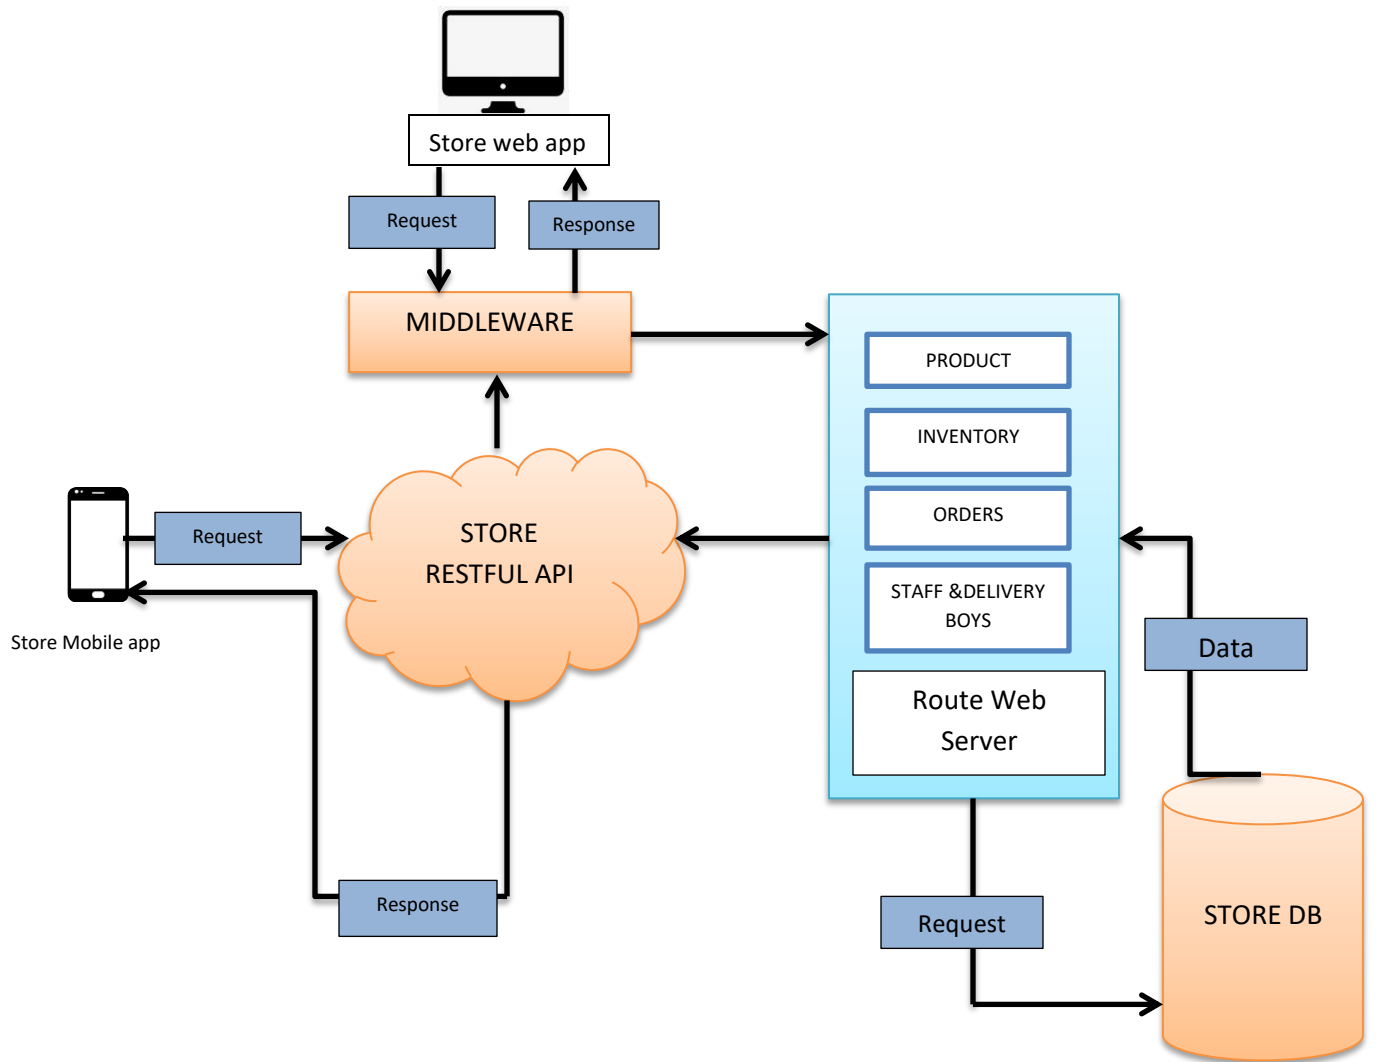 Store web app
Request
Response
MIDDLEWARE
PRODUCT
INVENTORY
ORDERS
STAFF &DELIVERY
BOYS
Route Web
Server
STORE
RESTFUL API
Request
Store Mobile app
Response
Data
Request
STORE DB